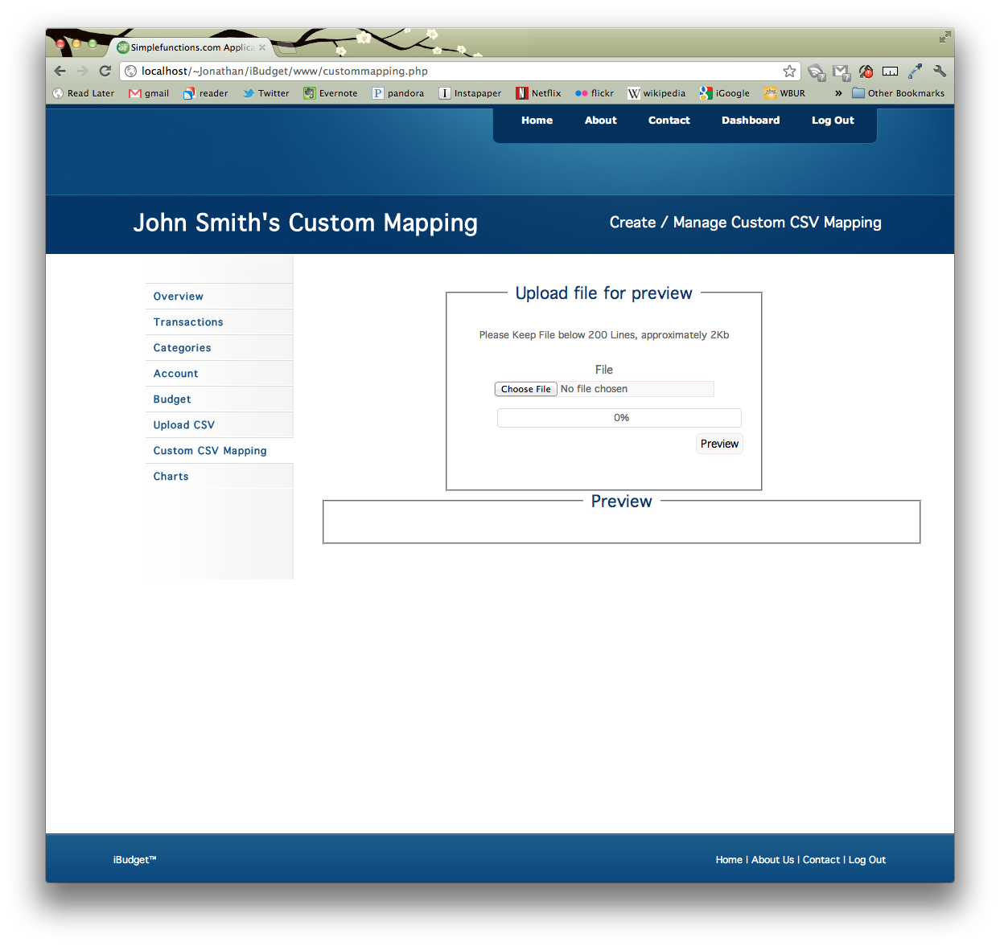 Simplefunctions.com Applica
localhost/~Jonathan/iBudget/www/custommapping.php
Read Later gmail reader Twitter Evernote pandora Instapaper Netflix flickr wikipedia iGoogle WBUR » Other Bookmarks
Home About Contact Dashboard Log Out
John Smith's Custom Mapping
Create / Manage Custom CSV Mapping
Overview
Transactions
Categories
Account
Budget
Upload CSV
Custom CSV Mapping
Charts
Upload file for preview
Please Keep File below 200 Lines, approximately 2Kb
File
Choose File No file chosen
0%
Preview
Preview
iBudget™
Home | About Us | Contact | Log Out